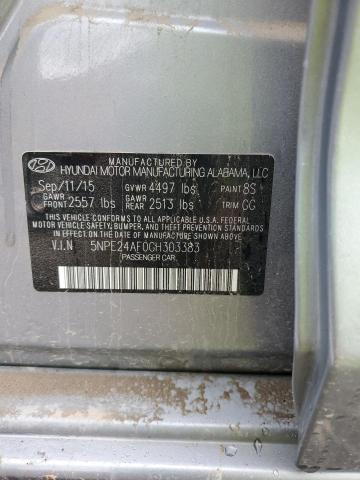 MANUFACTURED BY
HYUNDAI MOTOR MANUFACTURING ALABAMA, LLC
Sep/11/15 GVWR 4497 lbs PAINT 8S
GAWR FRONT 2557 lbs GAWR REAR 2513 lbs TRIM GG
THIS VEHICLE CONFORMS TO ALL APPLICABLE U.S.A. FEDERAL
MOTOR VEHICLE SAFETY, BUMPER, AND THEFT PREVENTION STANDARDS
IN EFFECT ON THE DATE OF MANUFACTURE SHOWN ABOVE.
V.I.N 5NPE24AF0GH303383
PASSENGER CAR